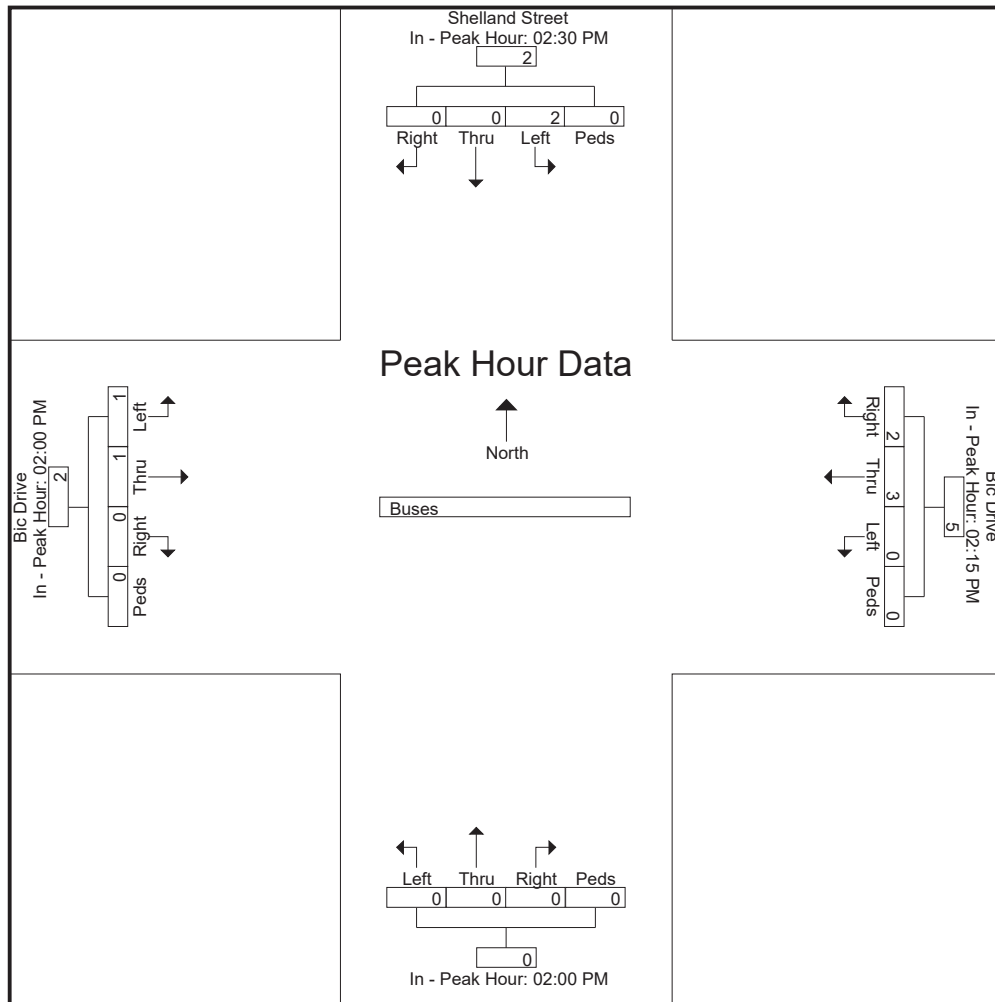 Shelland Street
In - Peak Hour: 02:30 PM
2
0 0 2 0
Right Thru Left Peds
Peak Hour Data
North
Buses
Bic Drive
In - Peak Hour: 02:00 PM
2
1 1 0 0
Left Thru Right Peds
Bic Drive
In - Peak Hour: 02:15 PM
5
2 3 0 0
Right Thru Left Peds
Left Thru Right Peds
0 0 0 0
0
In - Peak Hour: 02:00 PM